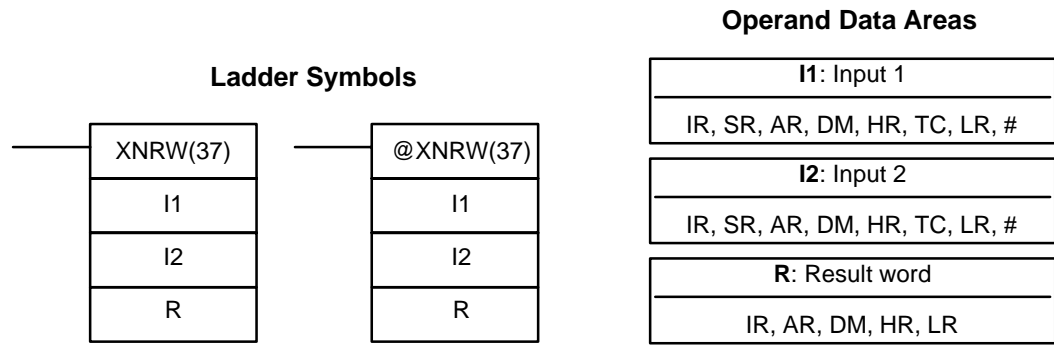 Ladder Symbols
XNRW(37)
I1
I2
R
@XNRW(37)
I1
I2
R
Operand Data Areas
I1: Input 1
IR, SR, AR, DM, HR, TC, LR, #
I2: Input 2
IR, SR, AR, DM, HR, TC, LR, #
R: Result word
IR, AR, DM, HR, LR